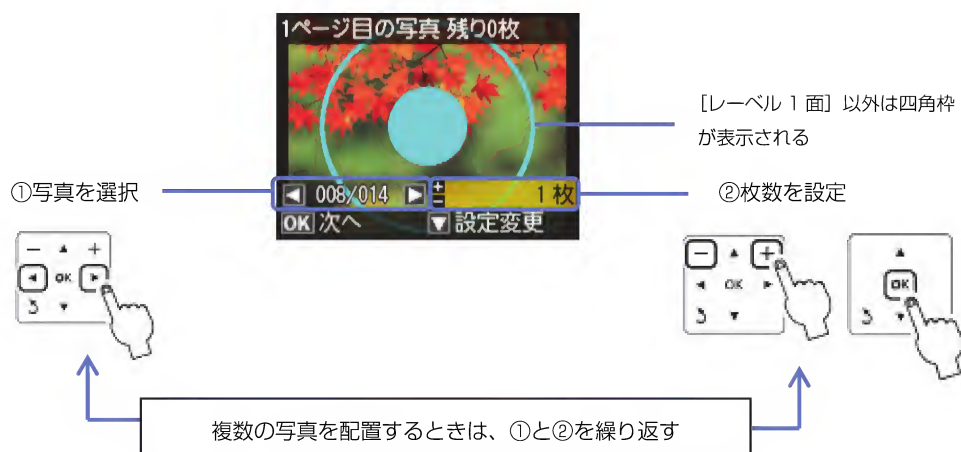 1ページ目の写真 残り0枚
［レーベル 1 面］以外は四角枠
が表示される
①写真を選択
◀ 008/014 ▶ +− 1 枚
②枚数を設定
OK 次へ ▼ 設定変更
− ▲ +
◀ OK ▶
▼
− ▲ +
◀ OK ▶
▼
▲
OK
▼
複数の写真を配置するときは、①と②を繰り返す